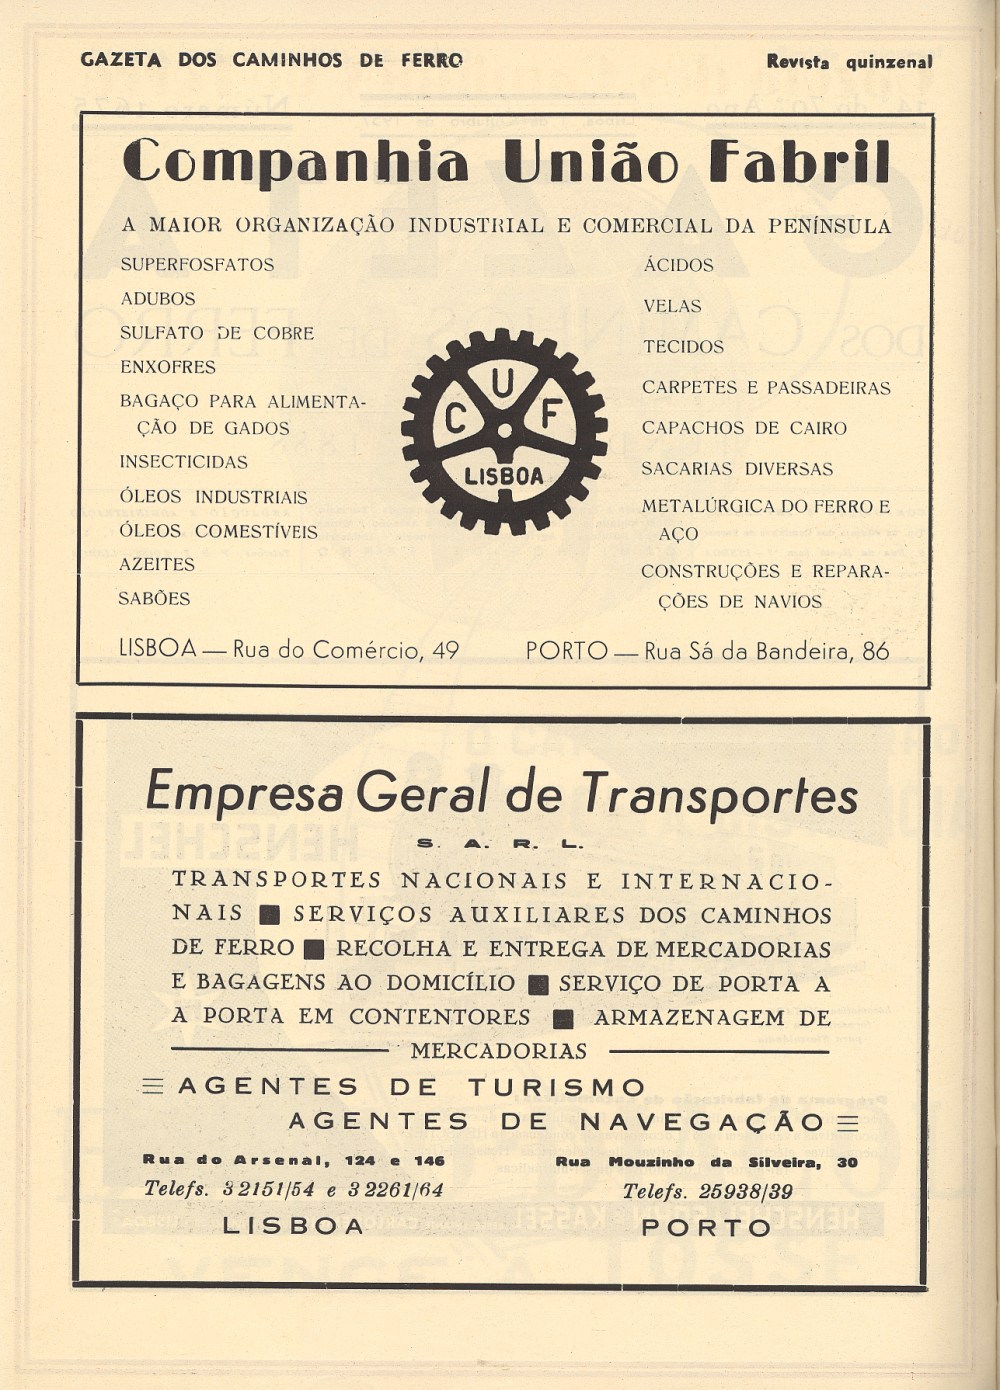 GAZETA DOS CAMINHOS DE FERRO
Revista quinzenal
Companhia União Fabril
A MAIOR ORGANIZAÇÃO INDUSTRIAL E COMERCIAL DA PENÍNSULA
SUPERFOSFATOS
ADUBOS
SULFATO DE COBRE
ENXOFRES
BAGAÇO PARA ALIMENTA-
ÇÃO DE GADOS
INSECTICIDAS
ÓLEOS INDUSTRIAIS
ÓLEOS COMESTÍVEIS
AZEITES
SABÕES
C U F
LISBOA
ÁCIDOS
VELAS
TECIDOS
CARPETES E PASSADEIRAS
CAPACHOS DE CAIRO
SACARIAS DIVERSAS
METALÚRGICA DO FERRO E
AÇO
CONSTRUÇÕES E REPARA-
ÇÕES DE NAVIOS
LISBOA — Rua do Comércio, 49
PORTO — Rua Sá da Bandeira, 86
Empresa Geral de Transportes
S. A. R. L.
TRANSPORTES NACIONAIS E INTERNACIO-
NAIS ■ SERVIÇOS AUXILIARES DOS CAMINHOS
DE FERRO ■ RECOLHA E ENTREGA DE MERCADORIAS
E BAGAGENS AO DOMICÍLIO ■ SERVIÇO DE PORTA A
A PORTA EM CONTENTORES ■ ARMAZENAGEM DE
MERCADORIAS
AGENTES DE TURISMO
AGENTES DE NAVEGAÇÃO
Rua do Arsenal, 124 e 146
Telefs. 32151/54 e 32261/64
LISBOA
Rua Mouzinho da Silveira, 30
Telefs. 25938/39
PORTO